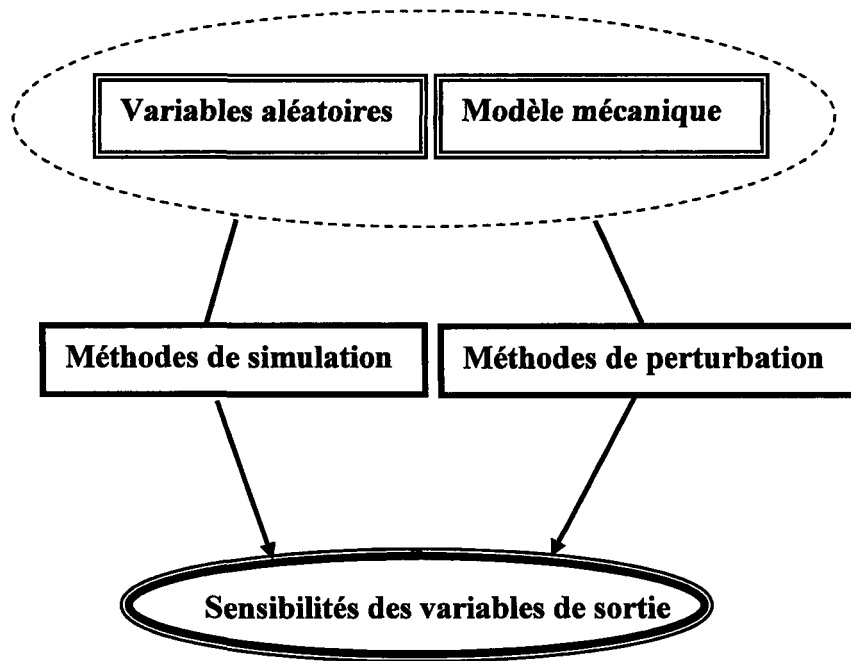 Variables aléatoires
Modèle mécanique
Méthodes de simulation
Méthodes de perturbation
Sensibilités des variables de sortie